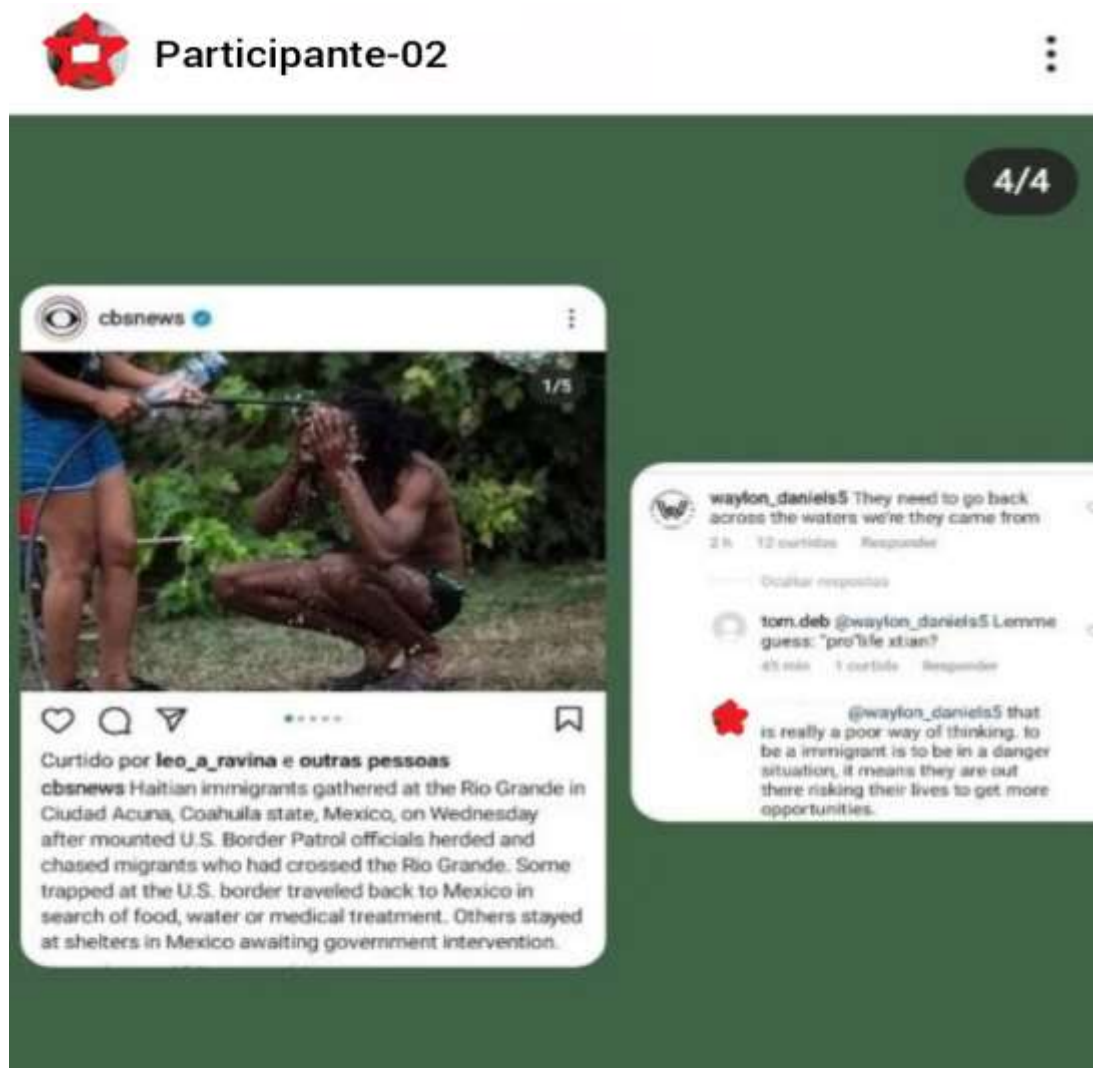 Participante-02
4/4
cbsnews
1/5
Curtido por leo_a_ravina e outras pessoas
cbsnews Haitian immigrants gathered at the Rio Grande in
Ciudad Acuna, Coahuila state, Mexico, on Wednesday
after mounted U.S. Border Patrol officials herded and
chased migrants who had crossed the Rio Grande. Some
trapped at the U.S. border traveled back to Mexico in
search of food, water or medical treatment. Others stayed
at shelters in Mexico awaiting government intervention.
waylon_daniels5 They need to go back
across the waters we're they came from
2 h 12 curtidas Responder
Ocultar respostas
tom.deb @waylon_daniels5 Lemme
guess: "pro"life xtian?
45 min 1 curtida Responder
@waylon_daniels5 that
is really a poor way of thinking. to
be a immigrant is to be in a danger
situation, it means they are out
there risking their lives to get more
opportunities.